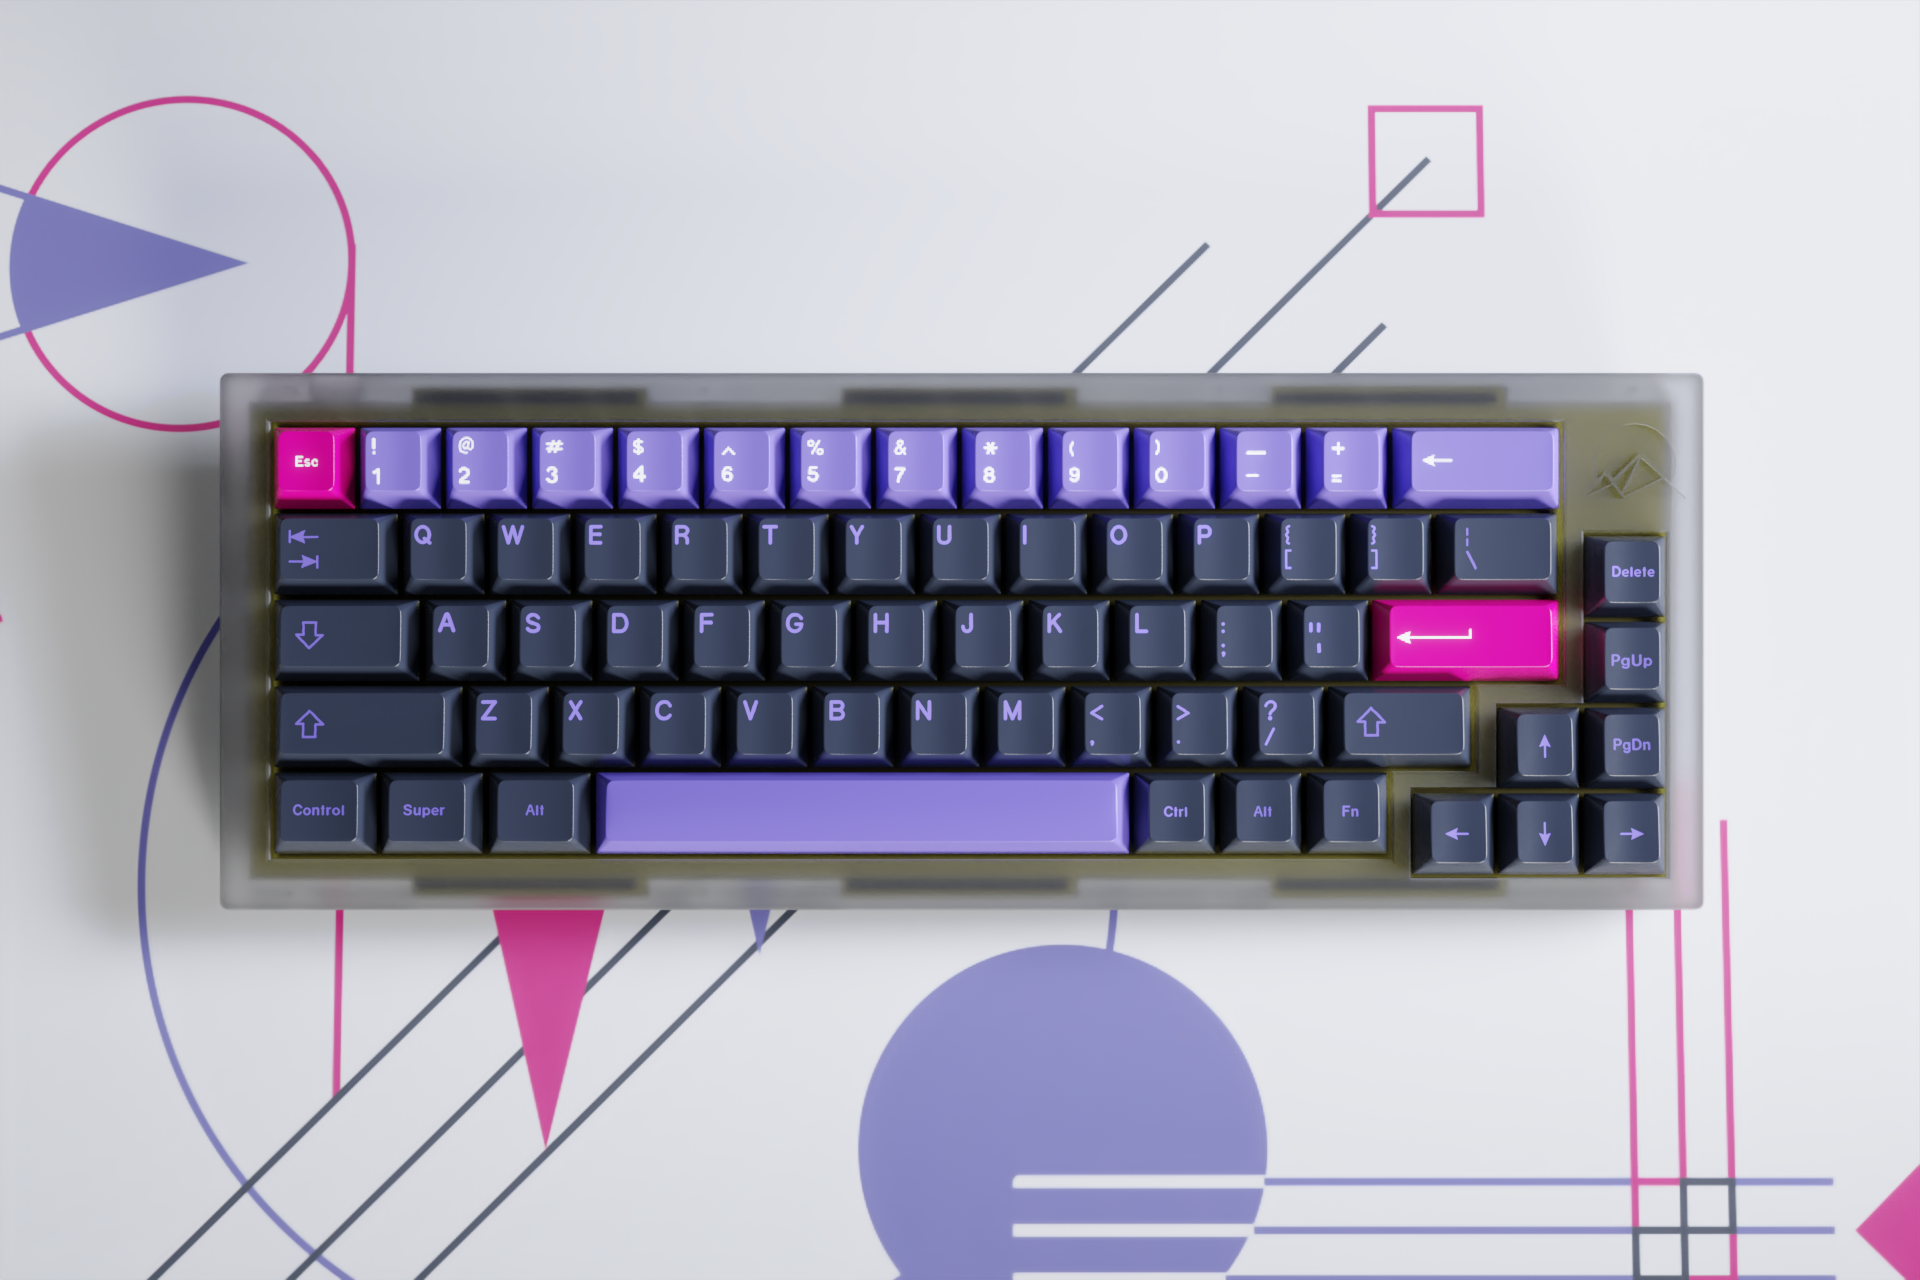 Esc ! 1 @ 2 # 3 $ 4 ^ 6 % 5 & 7 * 8 ( 9 ) 0 — – + = ←
⇤ ⇥ Q W E R T Y U I O P { [ } ] ¦ \ Delete
⇩ A S D F G H J K L : ; " ' ← PgUp
⇧ Z X C V B N M < , > . ? / ⇧ ↑ PgDn
Control Super Alt Ctrl Alt Fn ← ↓ →